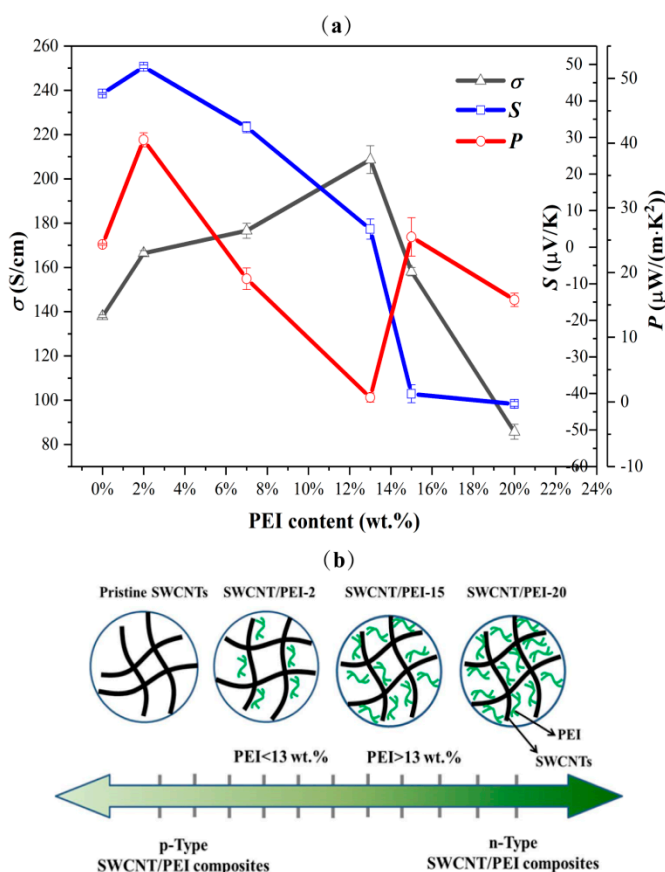 (a)
260
240
220
200
180
160
140
120
100
80
σ (S/cm)
σ
S
P
50
40
30
20
10
0
-10
-20
-30
-40
-50
-60
S (μV/K)
50
40
30
20
10
0
-10
P (μW/(m·K²))
0% 2% 4% 6% 8% 10% 12% 14% 16% 18% 20% 22% 24%
PEI content (wt.%)
(b)
Pristine SWCNTs SWCNT/PEI-2 SWCNT/PEI-15 SWCNT/PEI-20
PEI
SWCNTs
PEI<13 wt.% PEI>13 wt.%
p-Type n-Type
SWCNT/PEI composites SWCNT/PEI composites